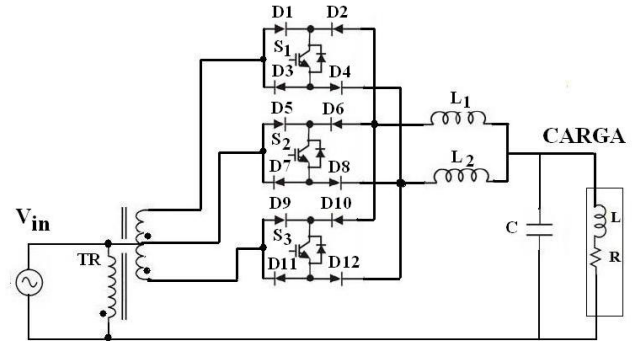 D1 D2
S1
D3 D4
D5 D6
S2
D7 D8
D9 D10
S3
D11 D12
L1
L2
CARGA
Vin
TR
C
L
R